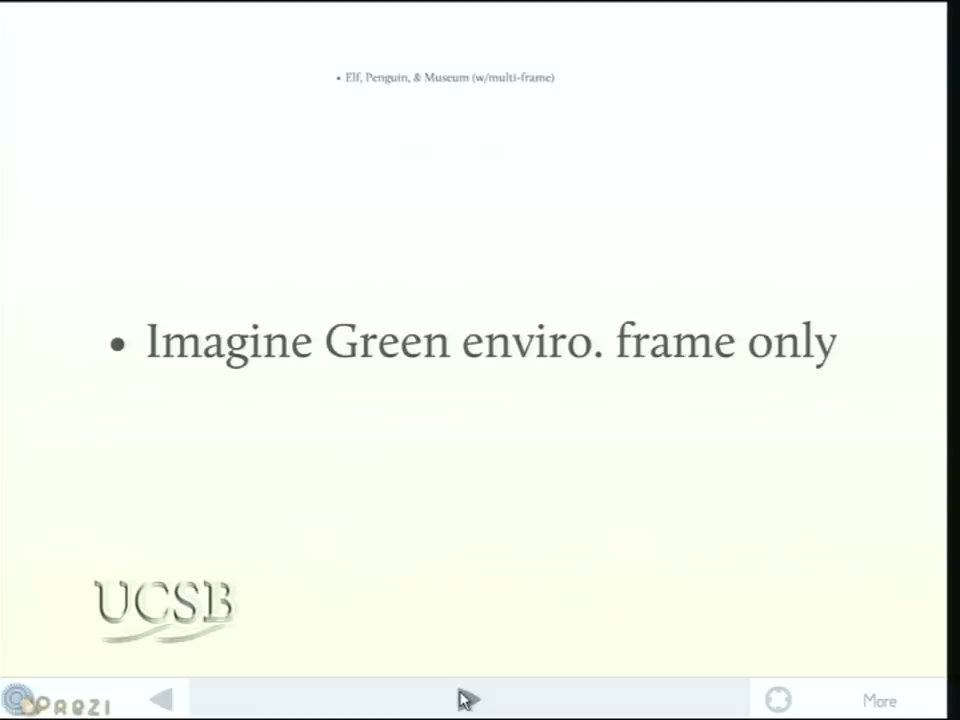 • Elf, Penguin, & Museum (w/multi-frame)
• Imagine Green enviro. frame only
UCSB
PREZI
More